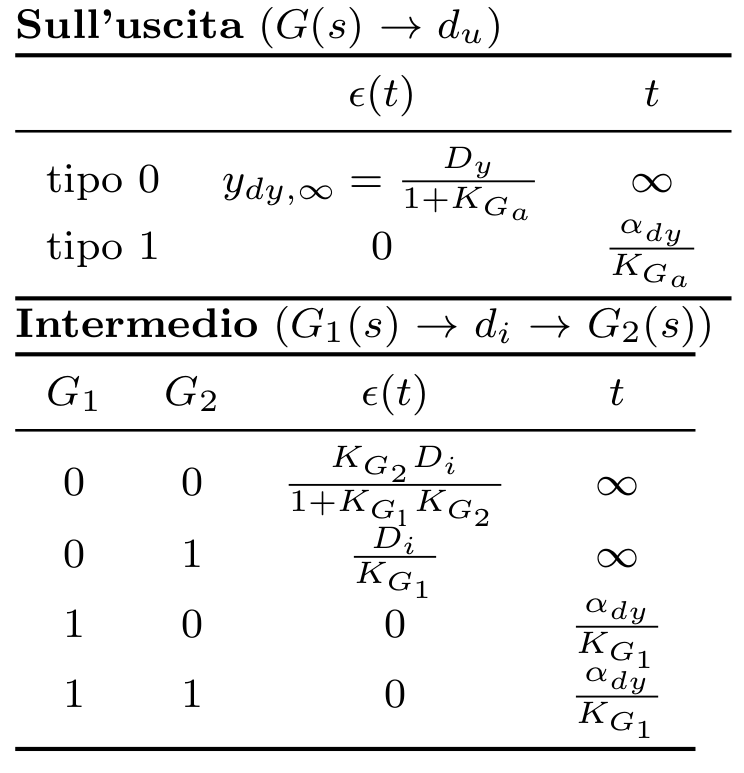 **Sull'uscita** $(G(s) \to d_u)$
$\epsilon(t)$ $t$
tipo 0 $y_{dy,\infty} = \frac{D_y}{1+K_{G_a}}$ $\infty$
tipo 1 $0$ $\frac{\alpha_{dy}}{K_{G_a}}$
**Intermedio** $(G_1(s) \to d_i \to G_2(s))$
$G_1$ $G_2$ $\epsilon(t)$ $t$
0 0 $\frac{K_{G_2} D_i}{1+K_{G_1} K_{G_2}}$ $\infty$
0 1 $\frac{D_i}{K_{G_1}}$ $\infty$
1 0 0 $\frac{\alpha_{dy}}{K_{G_1}}$
1 1 0 $\frac{\alpha_{dy}}{K_{G_1}}$